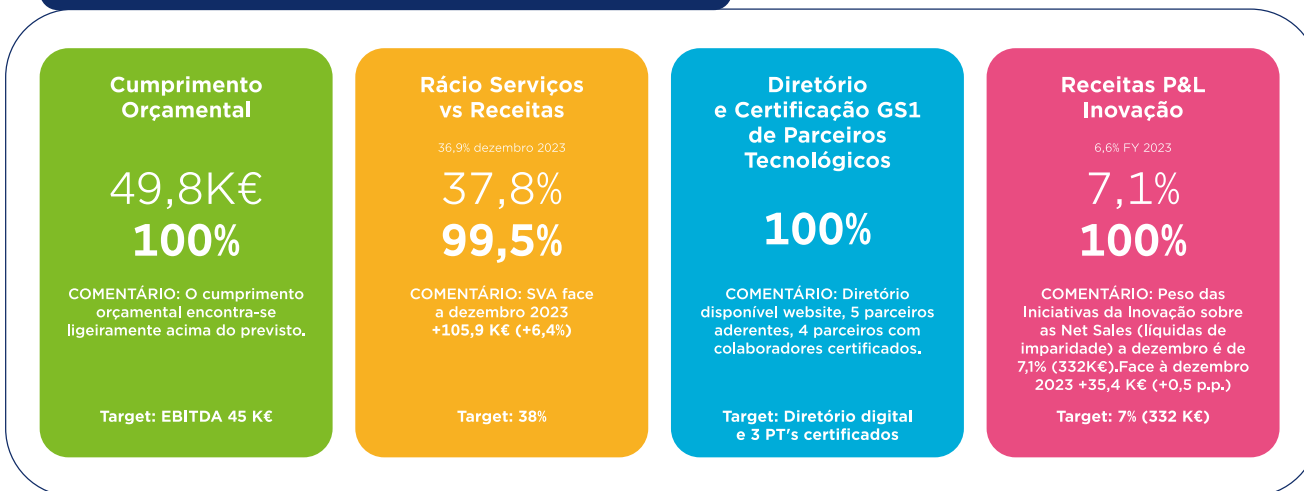 Cumprimento
Orçamental
49,8K€
100%
COMENTÁRIO: O cumprimento
orçamental encontra-se
ligeiramente acima do previsto.
Target: EBITDA 45 K€
Rácio Serviços
vs Receitas
36,9% dezembro 2023
37,8%
99,5%
COMENTÁRIO: SVA face
a dezembro 2023
+105,9 K€ (+6,4%)
Target: 38%
Diretório
e Certificação GS1
de Parceiros
Tecnológicos
100%
COMENTÁRIO: Diretório
disponível website, 5 parceiros
aderentes, 4 parceiros com
colaboradores certificados.
Target: Diretório digital
e 3 PT's certificados
Receitas P&L
Inovação
6,6% FY 2023
7,1%
100%
COMENTÁRIO: Peso das
Iniciativas da Inovação sobre
as Net Sales (líquidas de
imparidade) a dezembro é de
7,1% (332K€).Face à dezembro
2023 +35,4 K€ (+0,5 p.p.)
Target: 7% (332 K€)